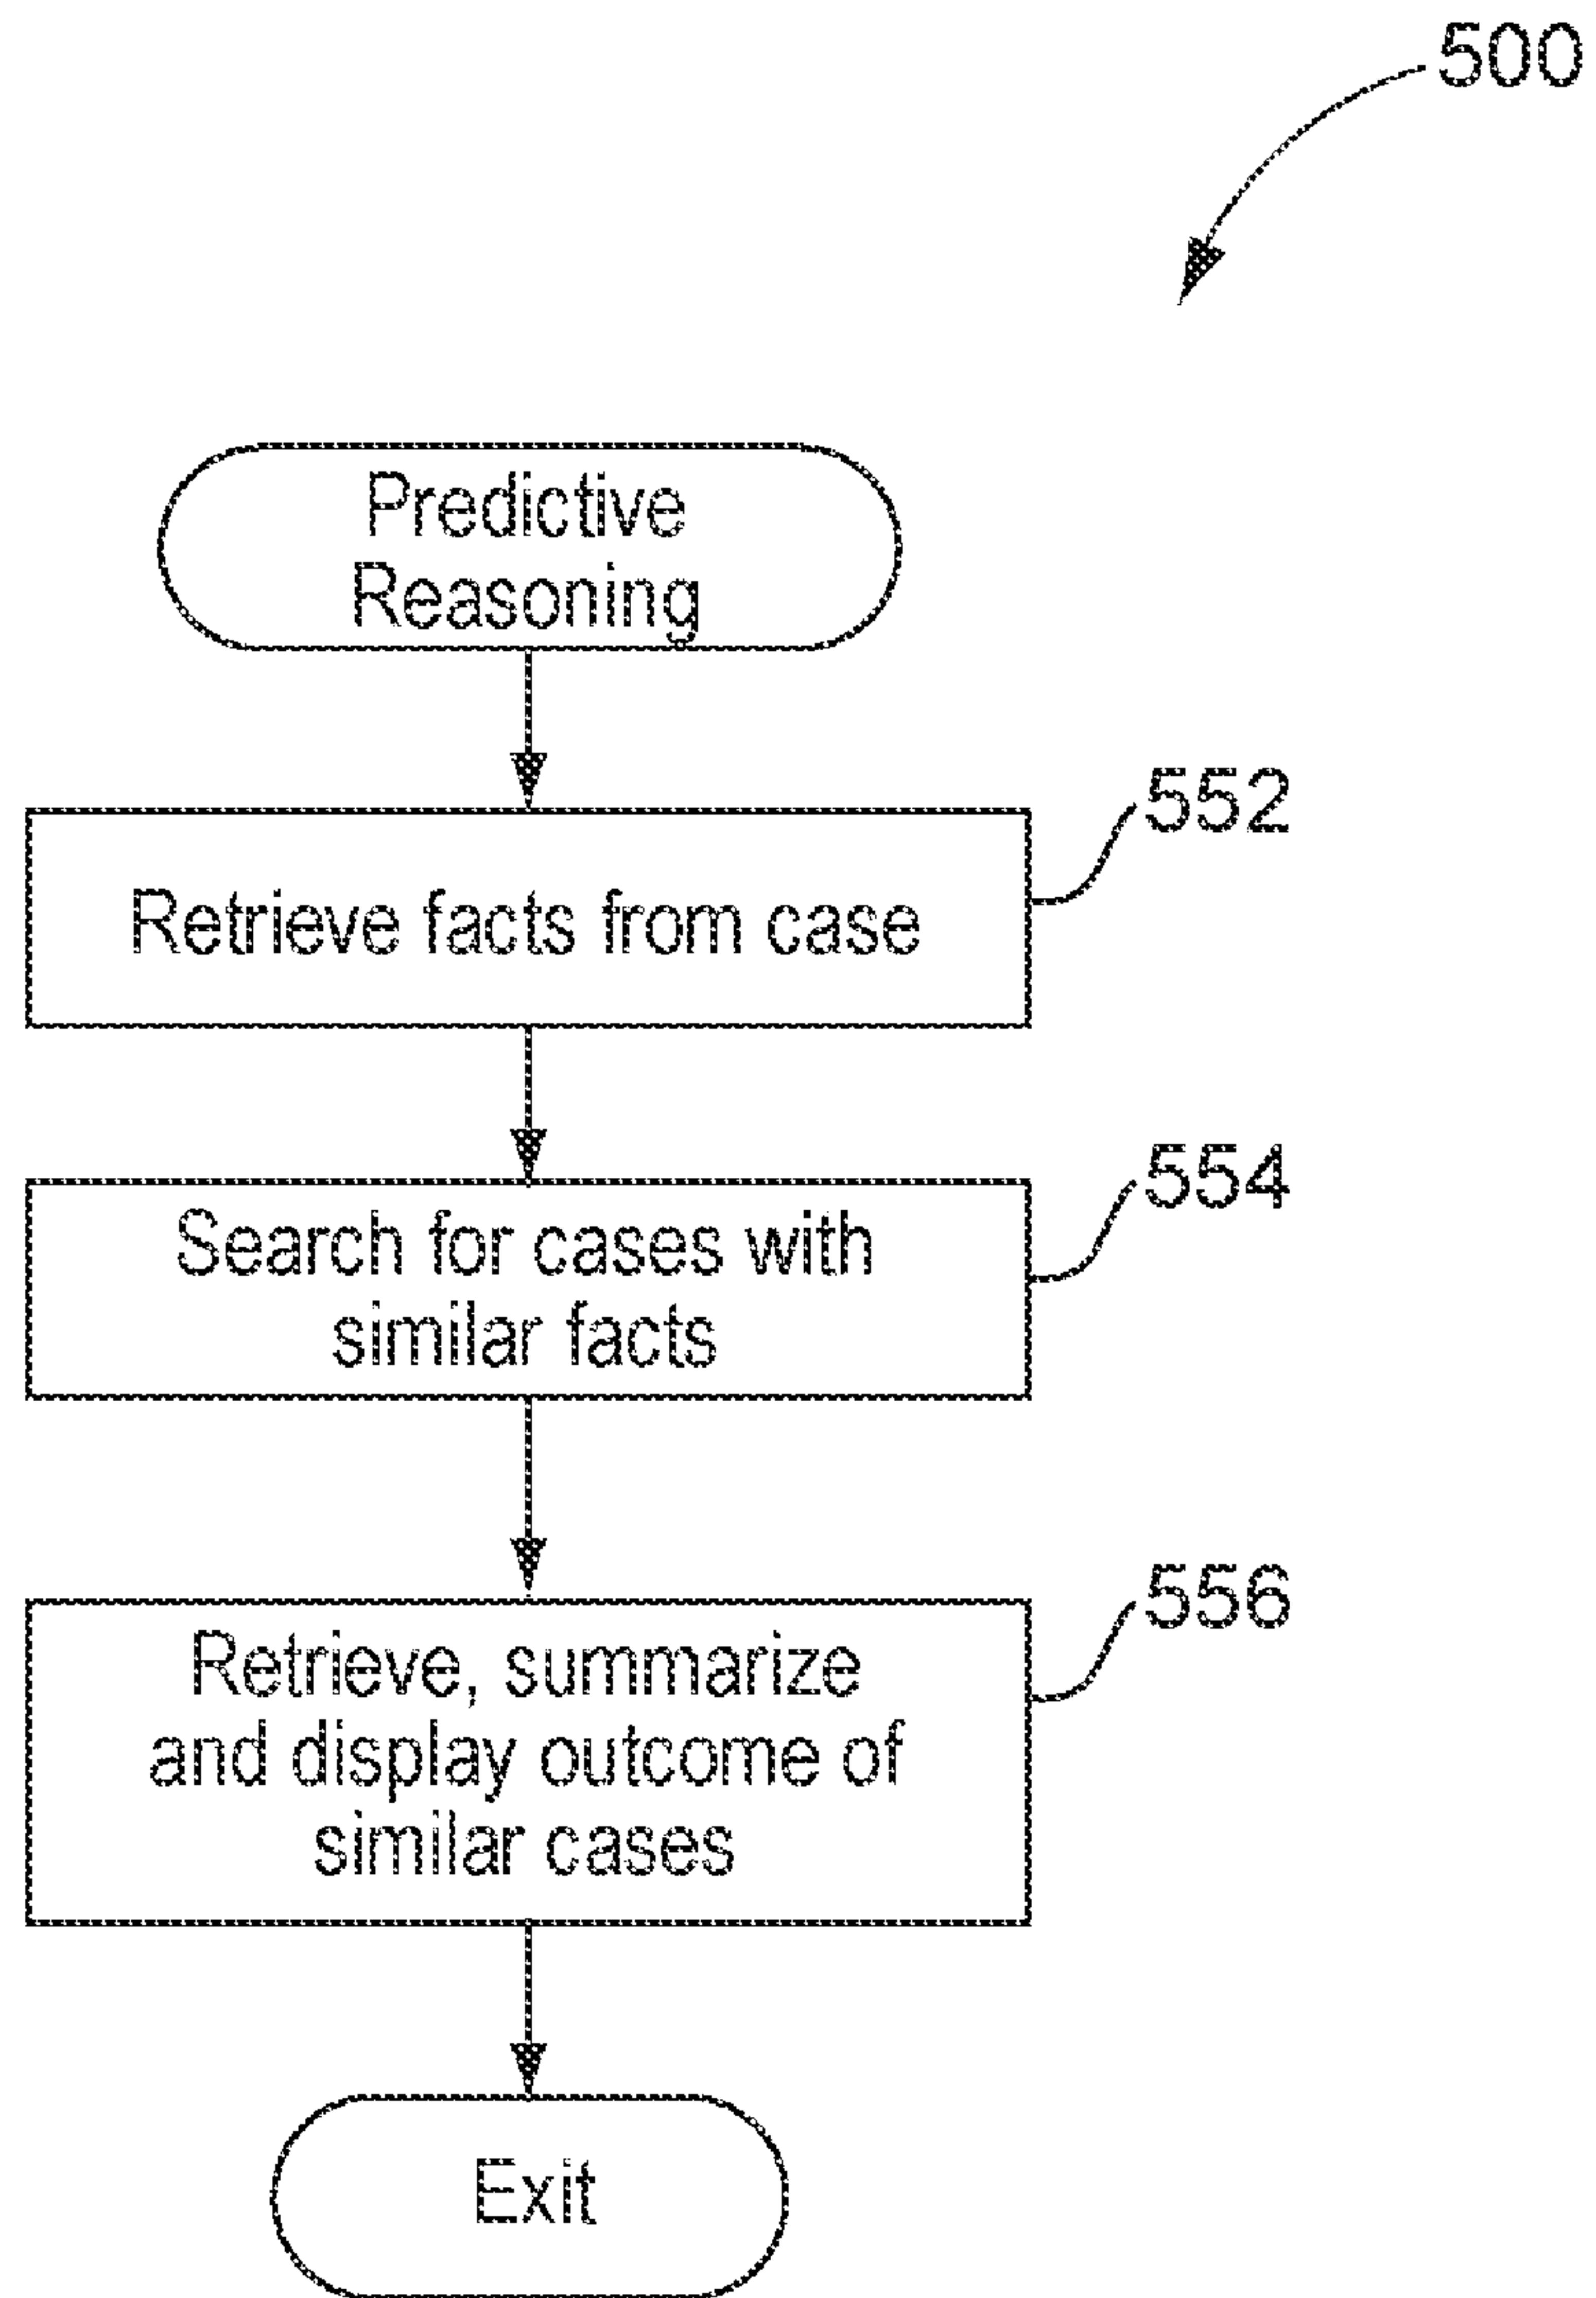 500
Predictive
Reasoning
552
Retrieve facts from case
554
Search for cases with
similar facts
556
Retrieve, summarize
and display outcome of
similar cases
Exit